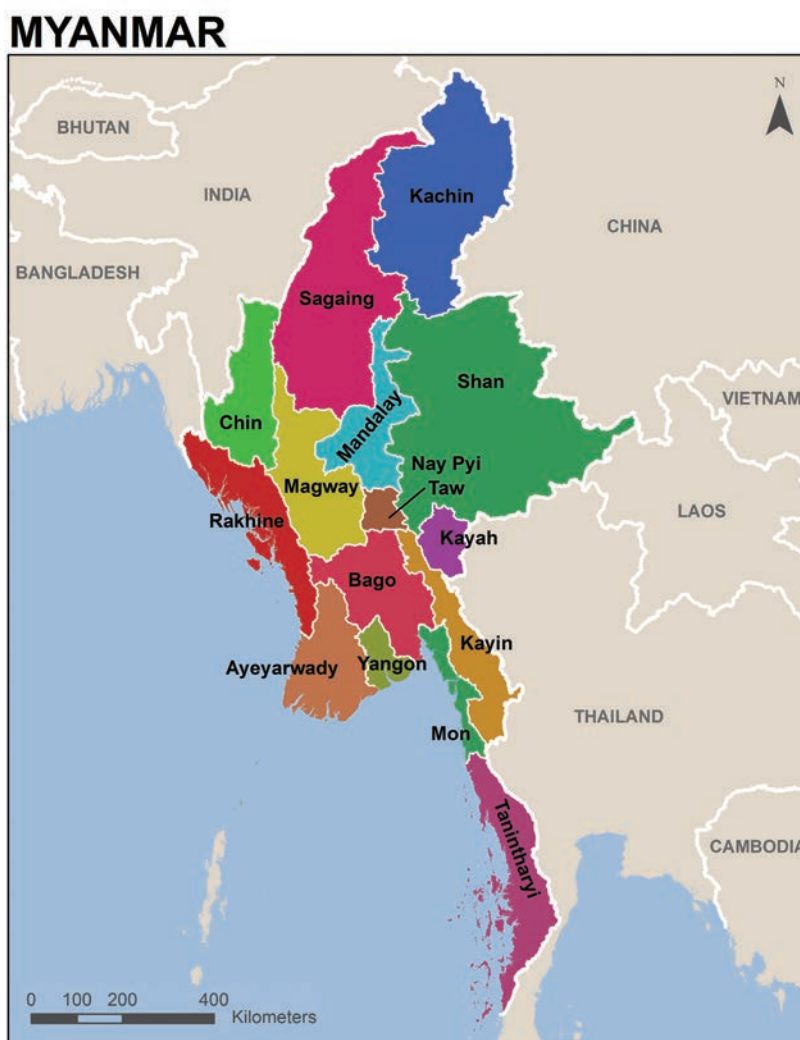 MYANMAR
N
BHUTAN
INDIA
Kachin
CHINA
BANGLADESH
Sagaing
Shan
VIETNAM
Chin
Mandalay
Nay Pyi
Taw
Magway
LAOS
Rakhine
Kayah
Bago
Kayin
Ayeyarwady
Yangon
THAILAND
Mon
Tanintharyi
CAMBODIA
0 100 200 400
Kilometers